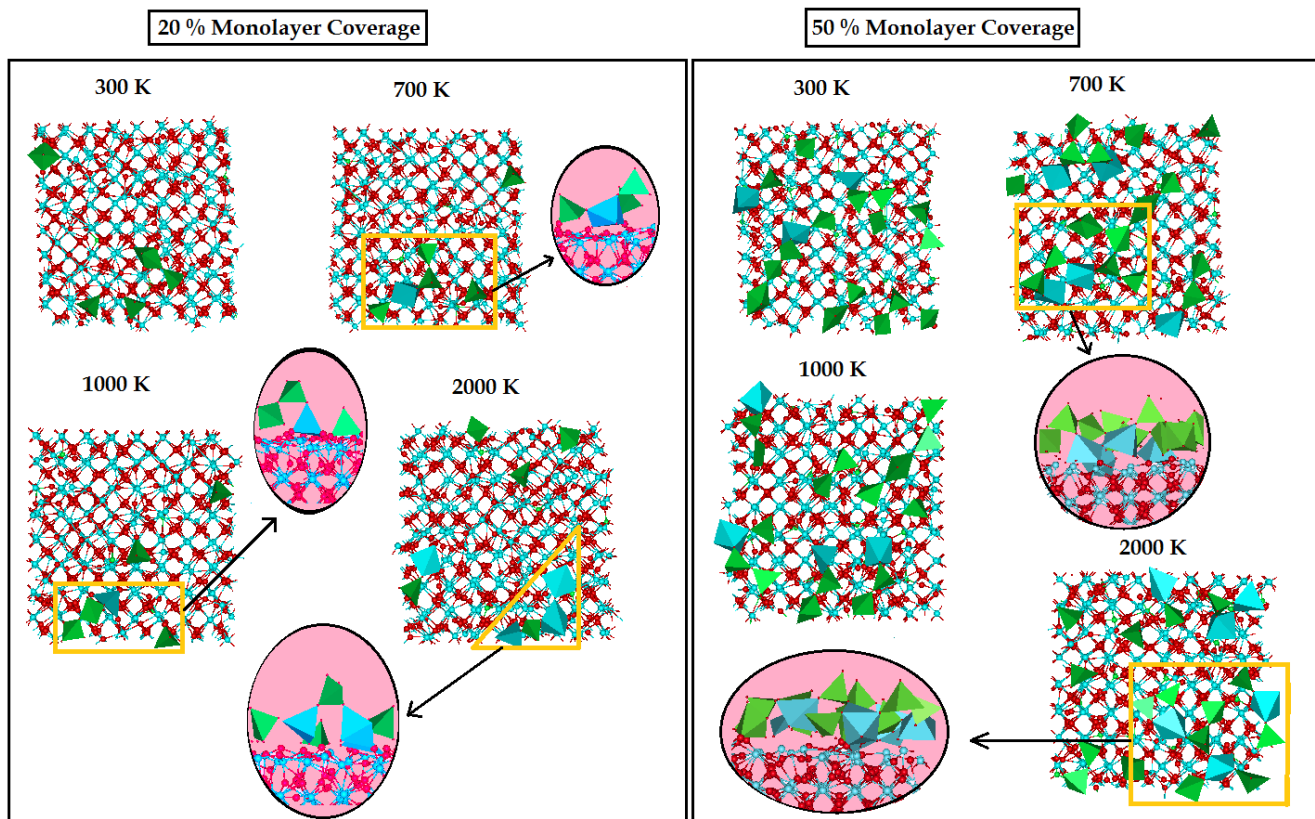 20 % Monolayer Coverage
300 K
700 K
1000 K
2000 K
50 % Monolayer Coverage
300 K
700 K
1000 K
2000 K